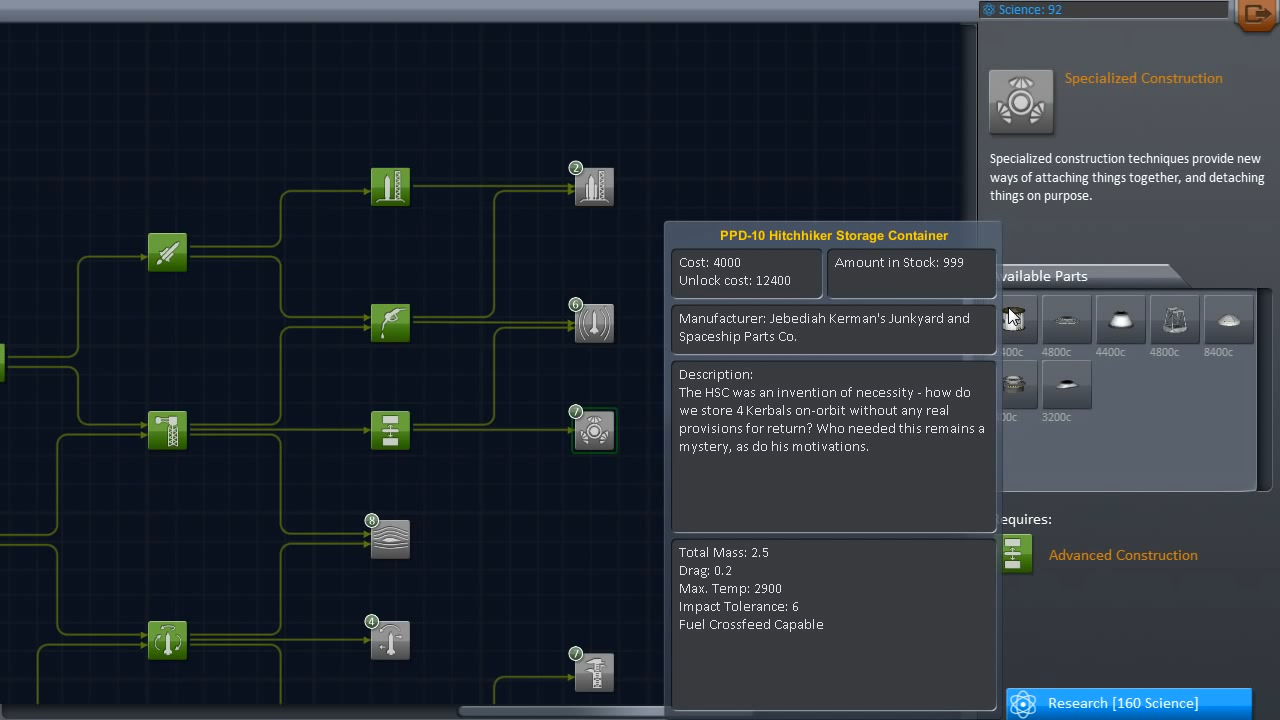 Science: 92
Specialized Construction
Specialized construction techniques provide new
ways of attaching things together, and detaching
things on purpose.
2
PPD-10 Hitchhiker Storage Container
Cost: 4000
Unlock cost: 12400
Amount in Stock: 999
vailable Parts
Manufacturer: Jebediah Kerman's Junkyard and
Spaceship Parts Co.
6
400c 4800c 4400c 4800c 8400c
Description:
The HSC was an invention of necessity - how do
we store 4 Kerbals on-orbit without any real
provisions for return? Who needed this remains a
mystery, as do his motivations.
7
00c 3200c
8
equires:
Advanced Construction
Total Mass: 2.5
Drag: 0.2
Max. Temp: 2900
Impact Tolerance: 6
Fuel Crossfeed Capable
4
7
Research [160 Science]